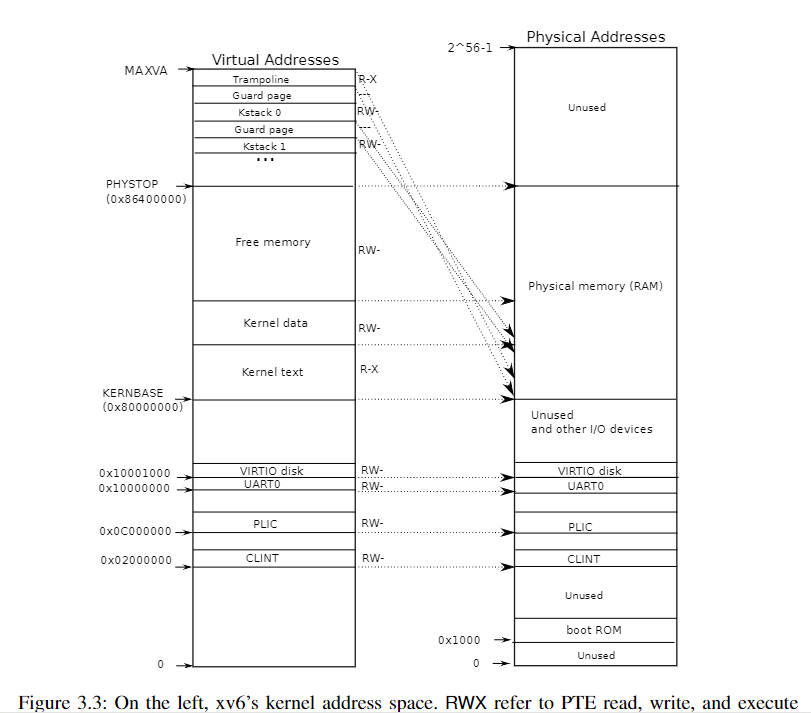 Virtual Addresses
MAXVA
Trampoline
R-X
Guard page
---
Kstack 0
RW-
Guard page
---
Kstack 1
RW-
...
PHYSTOP
(0x86400000)
Free memory
RW-
Kernel data
RW-
Kernel text
R-X
KERNBASE
(0x80000000)
0x10001000
VIRTIO disk
RW-
0x10000000
UART0
RW-
0x0C000000
PLIC
RW-
0x02000000
CLINT
RW-
0
Physical Addresses
2^56-1
Unused
Physical memory (RAM)
Unused
and other I/O devices
VIRTIO disk
UART0
PLIC
CLINT
Unused
boot ROM
0x1000
Unused
0
Figure 3.3: On the left, xv6's kernel address space. RWX refer to PTE read, write, and execute